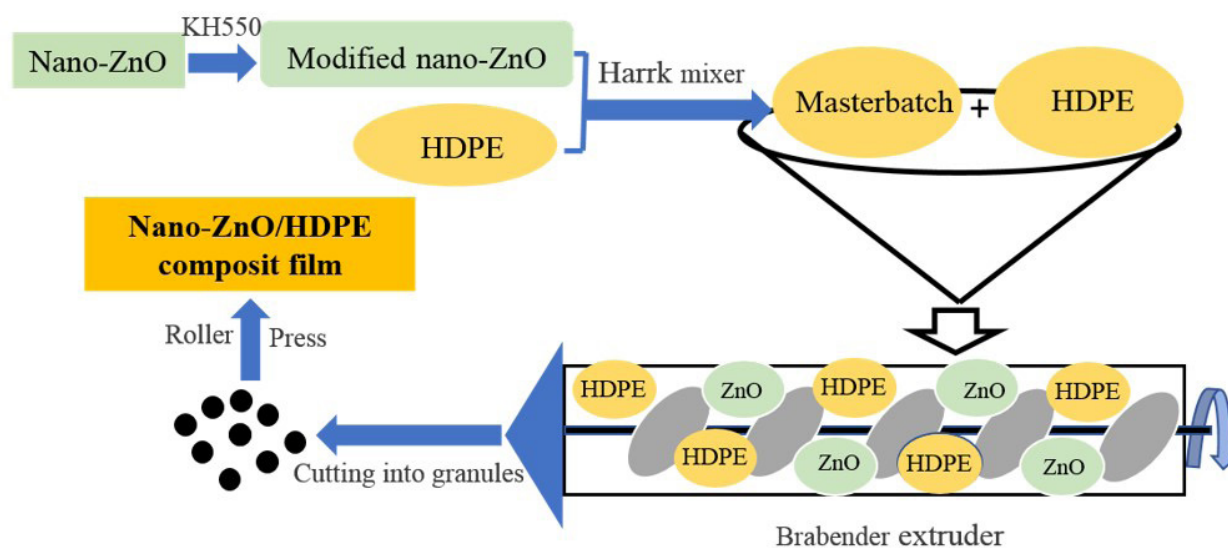 KH550
Nano-ZnO
Modified nano-ZnO
Harrk mixer
HDPE
Masterbatch
+
HDPE
Nano-ZnO/HDPE
composit film
Roller
Press
Cutting into granules
HDPE
ZnO
HDPE
ZnO
HDPE
HDPE
ZnO
HDPE
ZnO
Brabender extruder